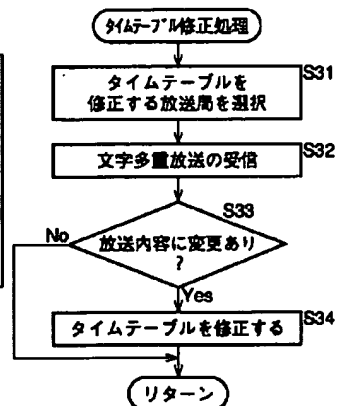 タイムテーブル修正処理
S31
タイムテーブルを
修正する放送局を選択
S32
文字多重放送の受信
S33
No
放送内容に変更あり
?
Yes
S34
タイムテーブルを修正する
リターン